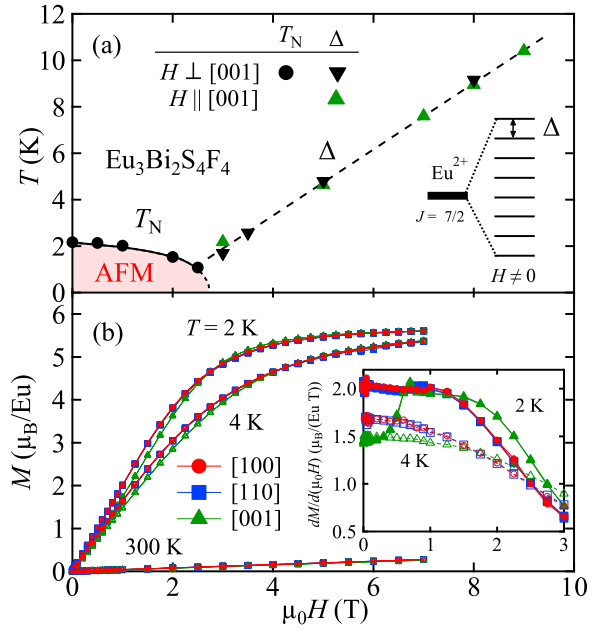 12
10
8
6
4
2
0
T (K)
(a)
T_N Δ
H ⊥ [001]
H ∥ [001]
Eu₃Bi₂S₄F₄
T_N
AFM
Δ
Δ
Eu²⁺
J = 7/2
H ≠ 0
6
5
4
3
2
1
0
M (μ_B/Eu)
(b)
T = 2 K
4 K
[100]
[110]
[001]
300 K
2.0
1.5
1.0
0.5
dM/d(μ₀H) (μ_B/(Eu T))
2 K
4 K
0 1 2 3
0 2 4 6 8 10
μ₀H (T)